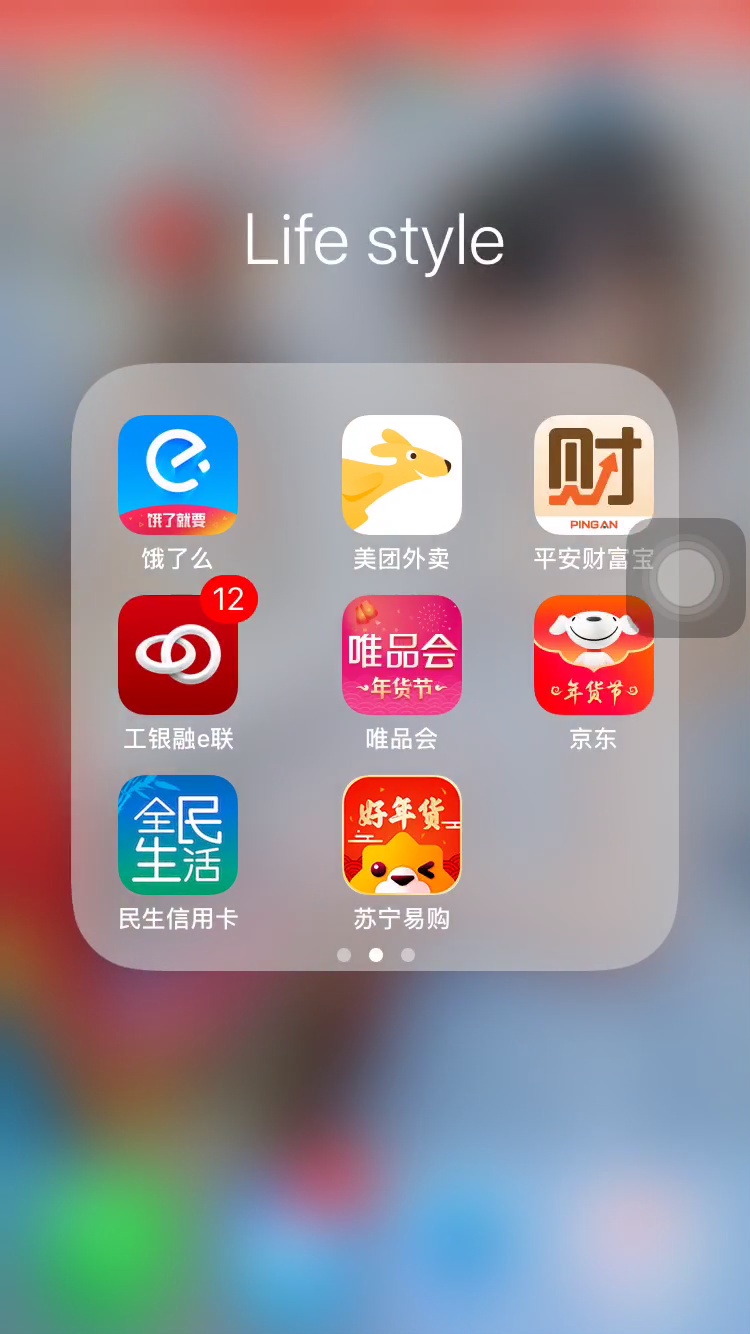 Life style
饿了就要
饿了么
美团外卖
财
PINGAN
平安财富宝
12
工银融e联
唯品会
年货节
唯品会
年货节
京东
全民
生活
民生信用卡
好年货
苏宁易购